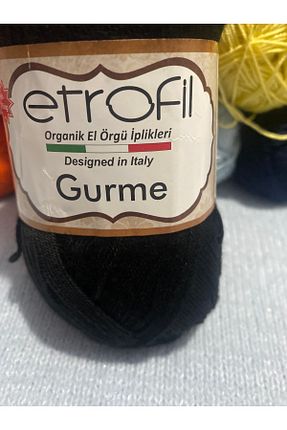 etrofil
Organik El Örgü İplikleri
Designed in Italy
Gurme